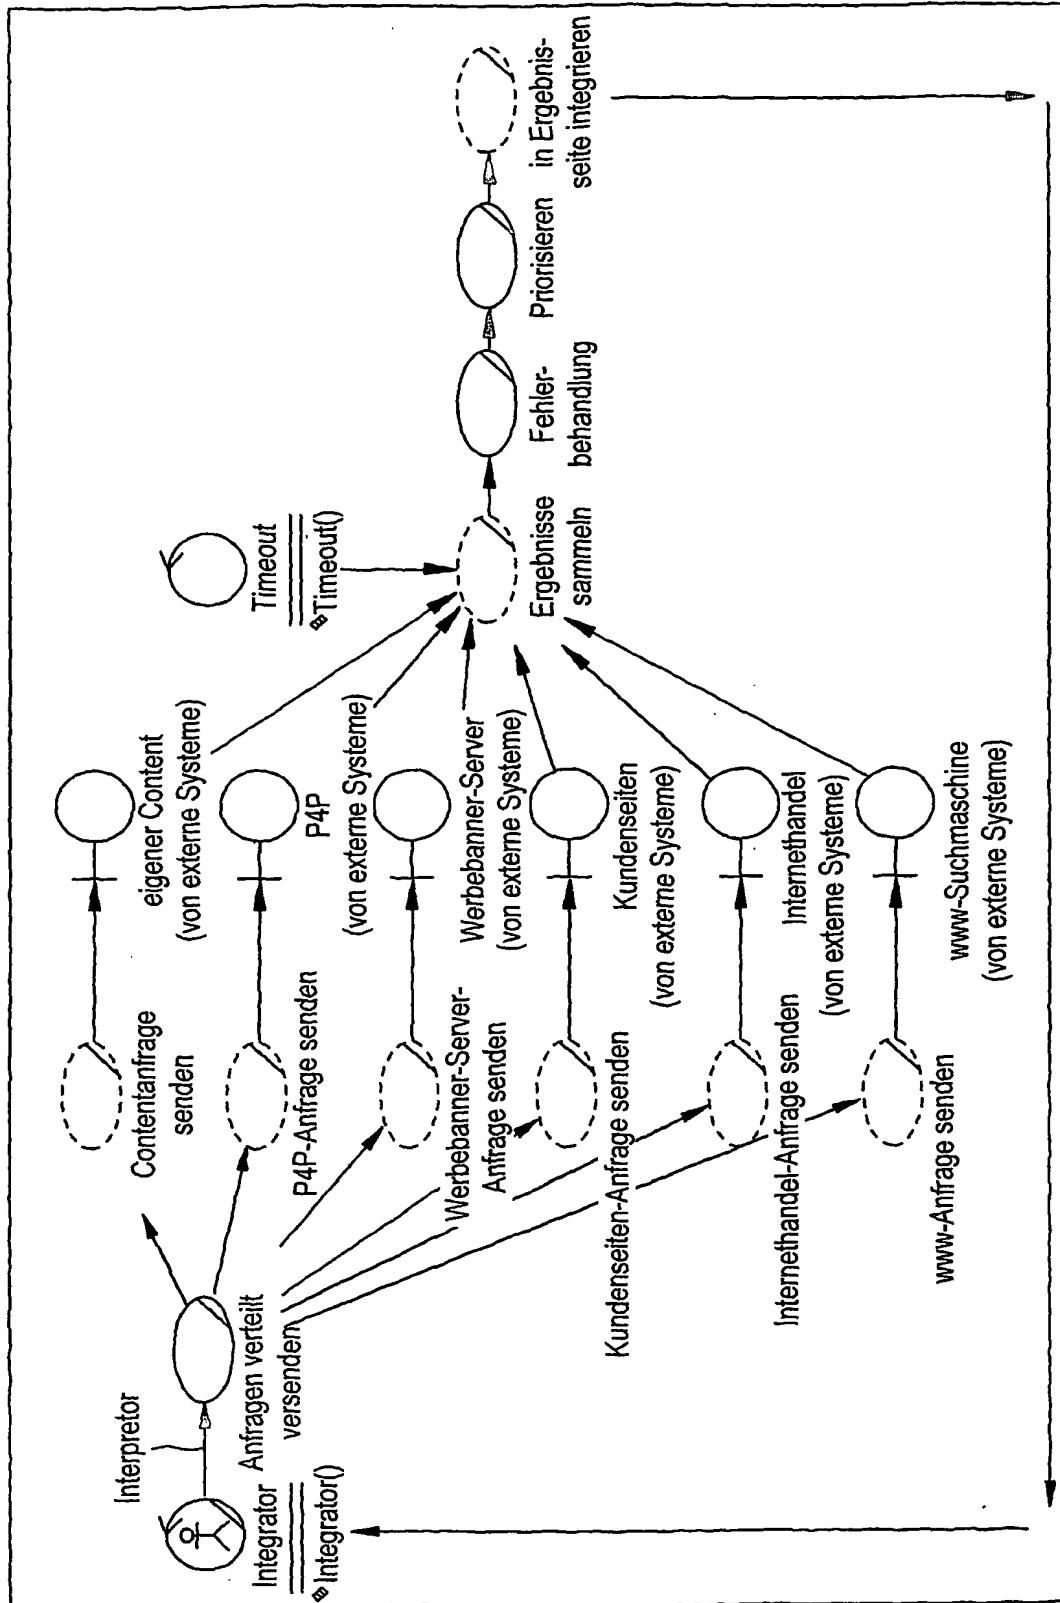 Interpretor
Integrator
Integrator()
Anfragen verteilt
versenden
Contentanfrage
senden
P4P-Anfrage senden
Werbebanner-Server-
Anfrage senden
Kundenseiten-Anfrage senden
Internethandel-Anfrage senden
www-Anfrage senden
eigener Content
(von externe Systeme)
P4P
(von externe Systeme)
Werbebanner-Server
(von externe Systeme)
Kundenseiten
(von externe Systeme)
Internethandel
(von externe Systeme)
www-Suchmaschine
(von externe Systeme)
Timeout
Timeout()
Ergebnisse
sammeln
Fehler-
behandlung
Priorisieren
in Ergebnis-
seite integrieren